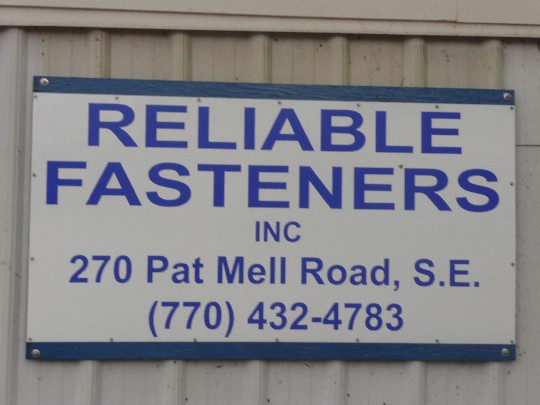 RELIABLE
FASTENERS
INC
270 Pat Mell Road, S.E.
(770) 432-4783